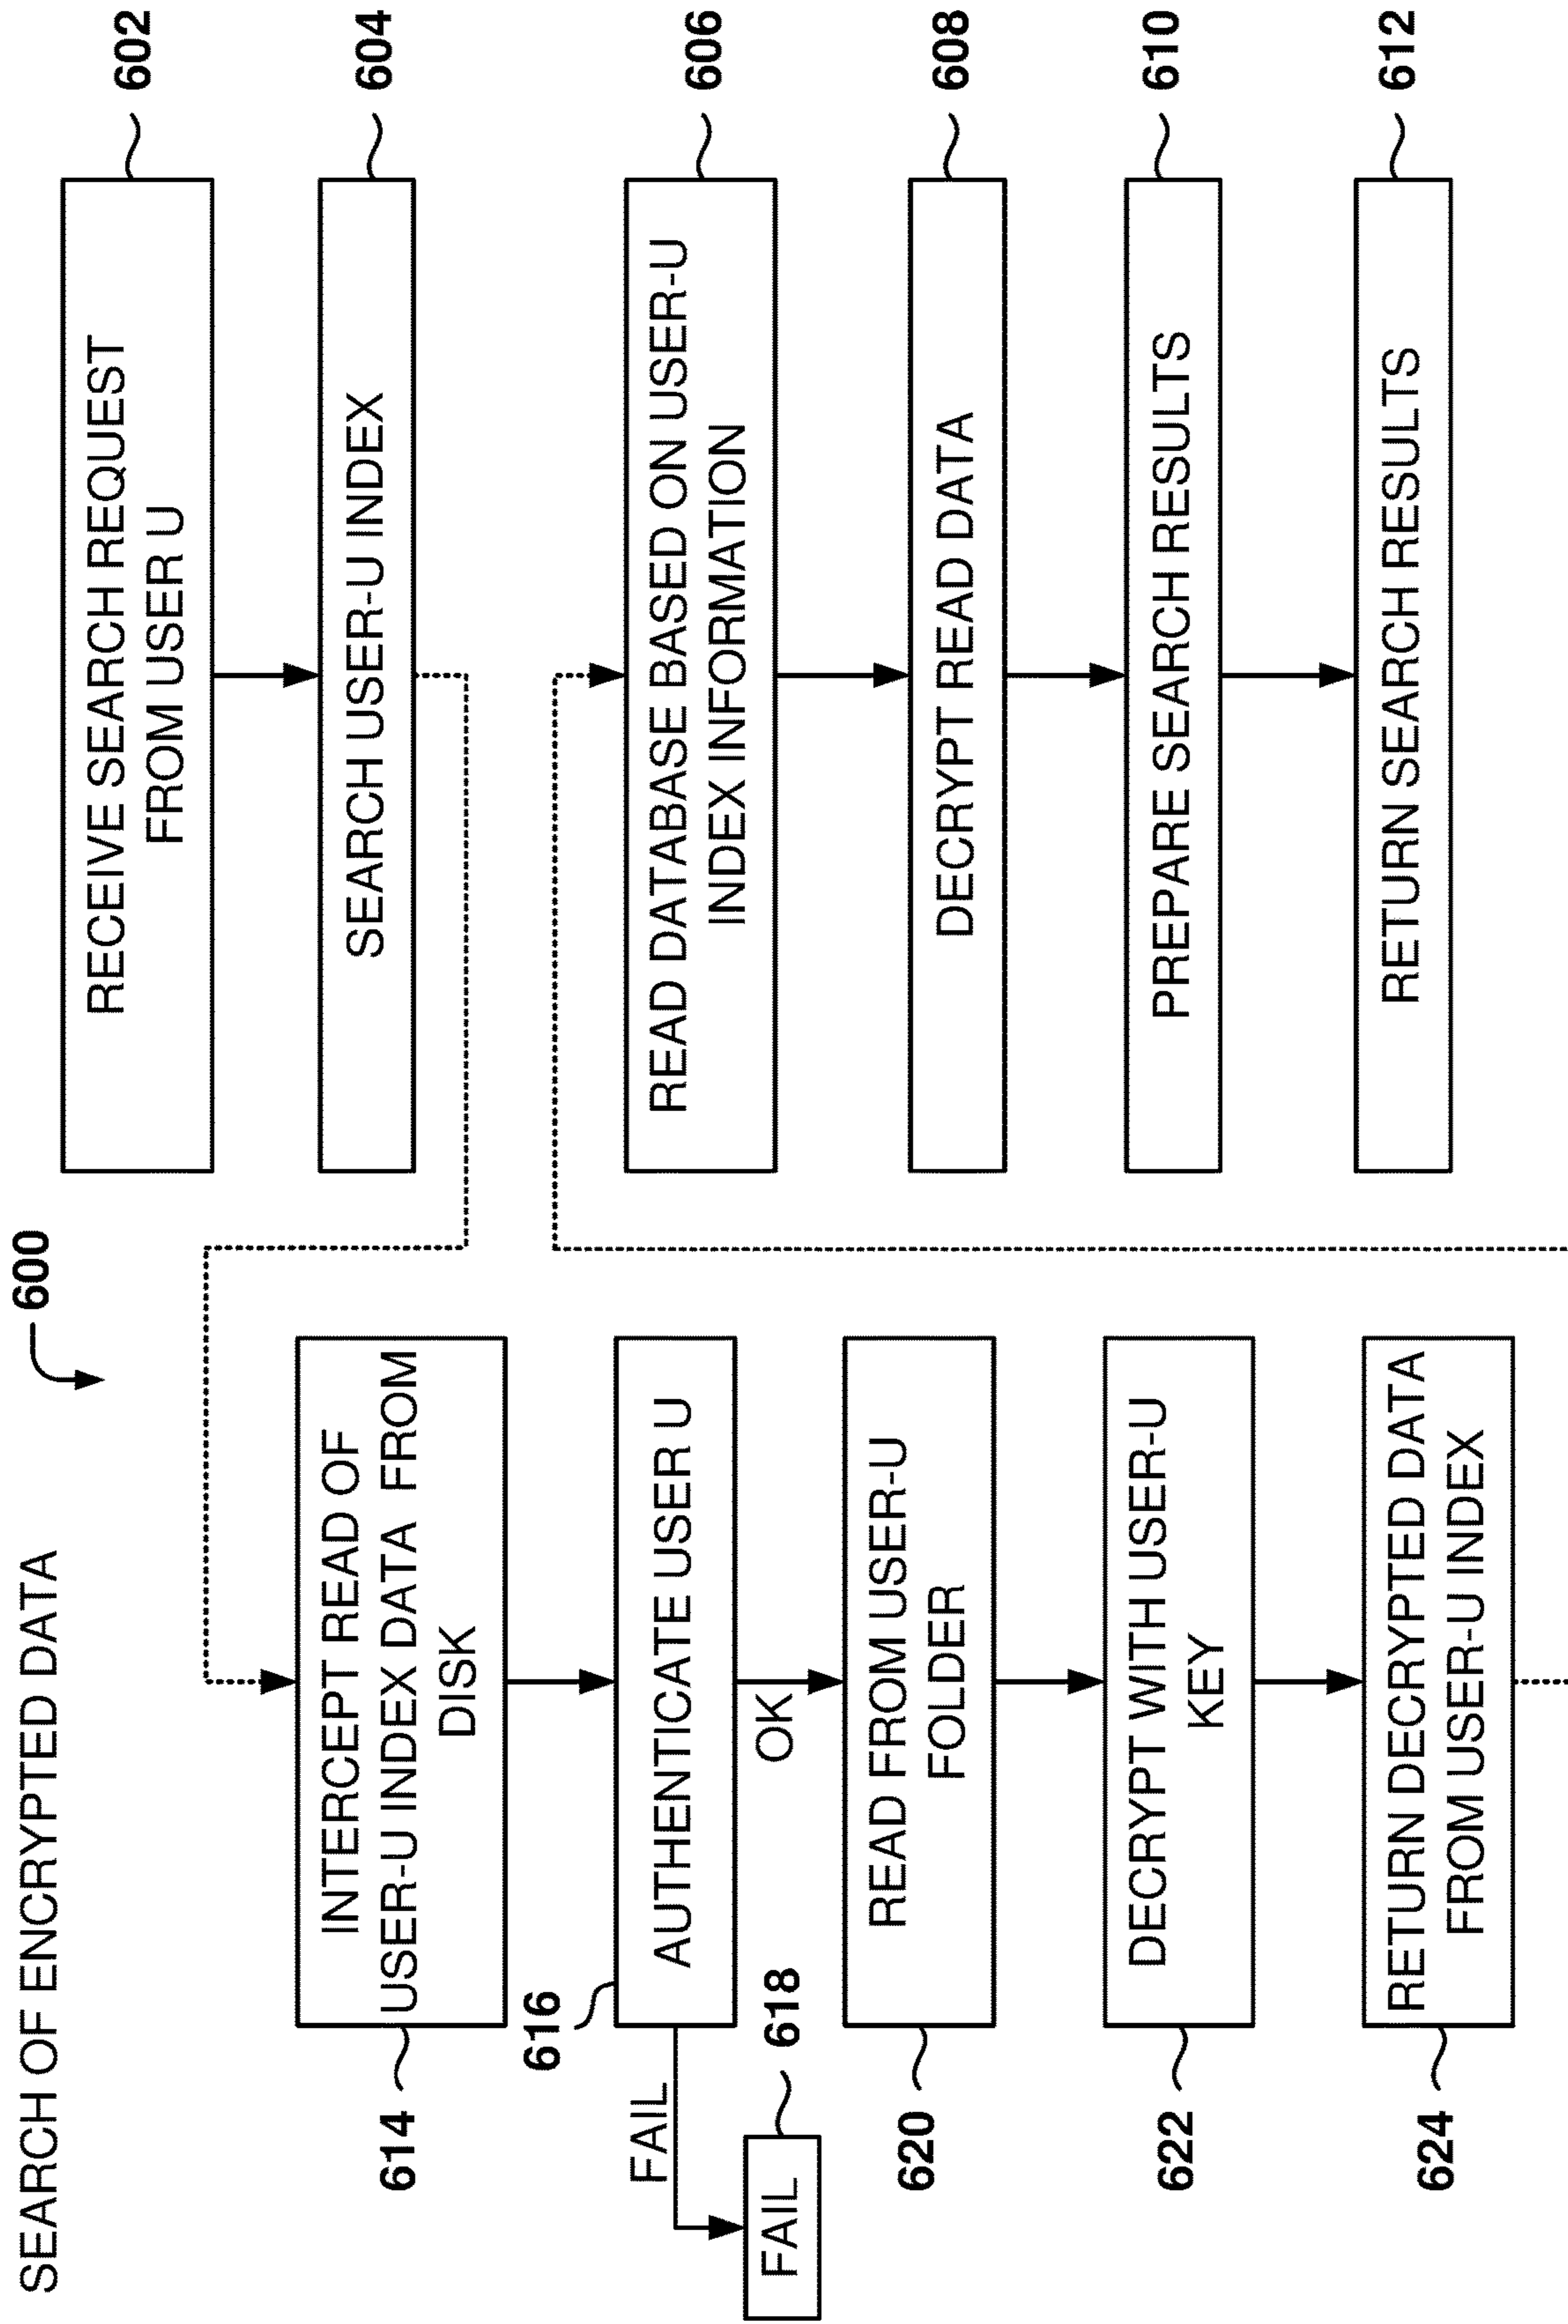 SEARCH OF ENCRYPTED DATA
600
RECEIVE SEARCH REQUEST
FROM USER U
602
SEARCH USER-U INDEX
604
READ DATABASE BASED ON USER-U
INDEX INFORMATION
606
DECRYPT READ DATA
608
PREPARE SEARCH RESULTS
610
RETURN SEARCH RESULTS
612
614
INTERCEPT READ OF
USER-U INDEX DATA FROM
DISK
616
AUTHENTICATE USER U
FAIL
OK
FAIL
618
620
READ FROM USER-U
FOLDER
622
DECRYPT WITH USER-U
KEY
624
RETURN DECRYPTED DATA
FROM USER-U INDEX